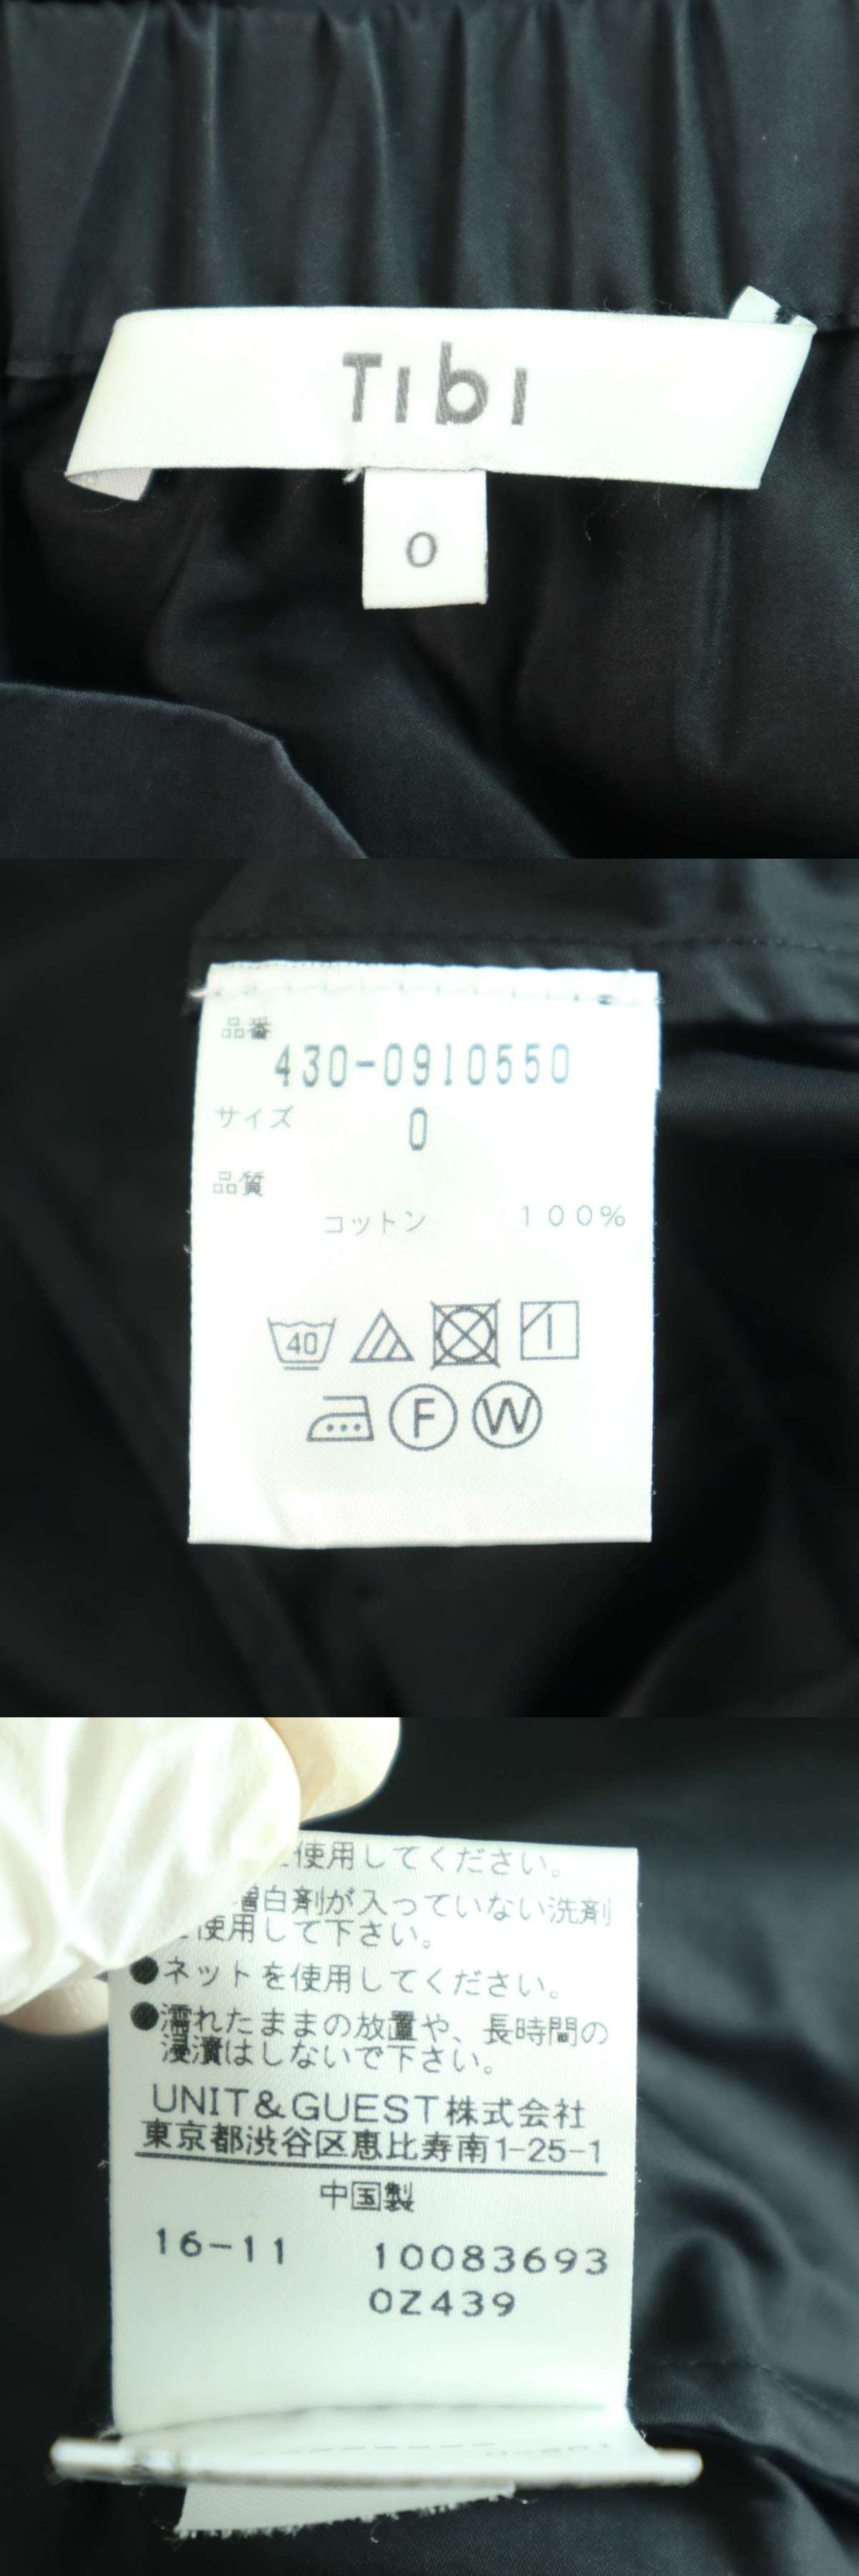 Tibi
0
品番
430-0910550
サイズ 0
品質
コットン 100%
40
F W
使用してください。
増白剤が入っていない洗剤
使用して下さい。
●ネットを使用してください。
●濡れたままの放置や、長時間の
浸漬はしないで下さい。
UNIT&GUEST株式会社
東京都渋谷区恵比寿南1-25-1
中国製
16-11 100083693
0Z439